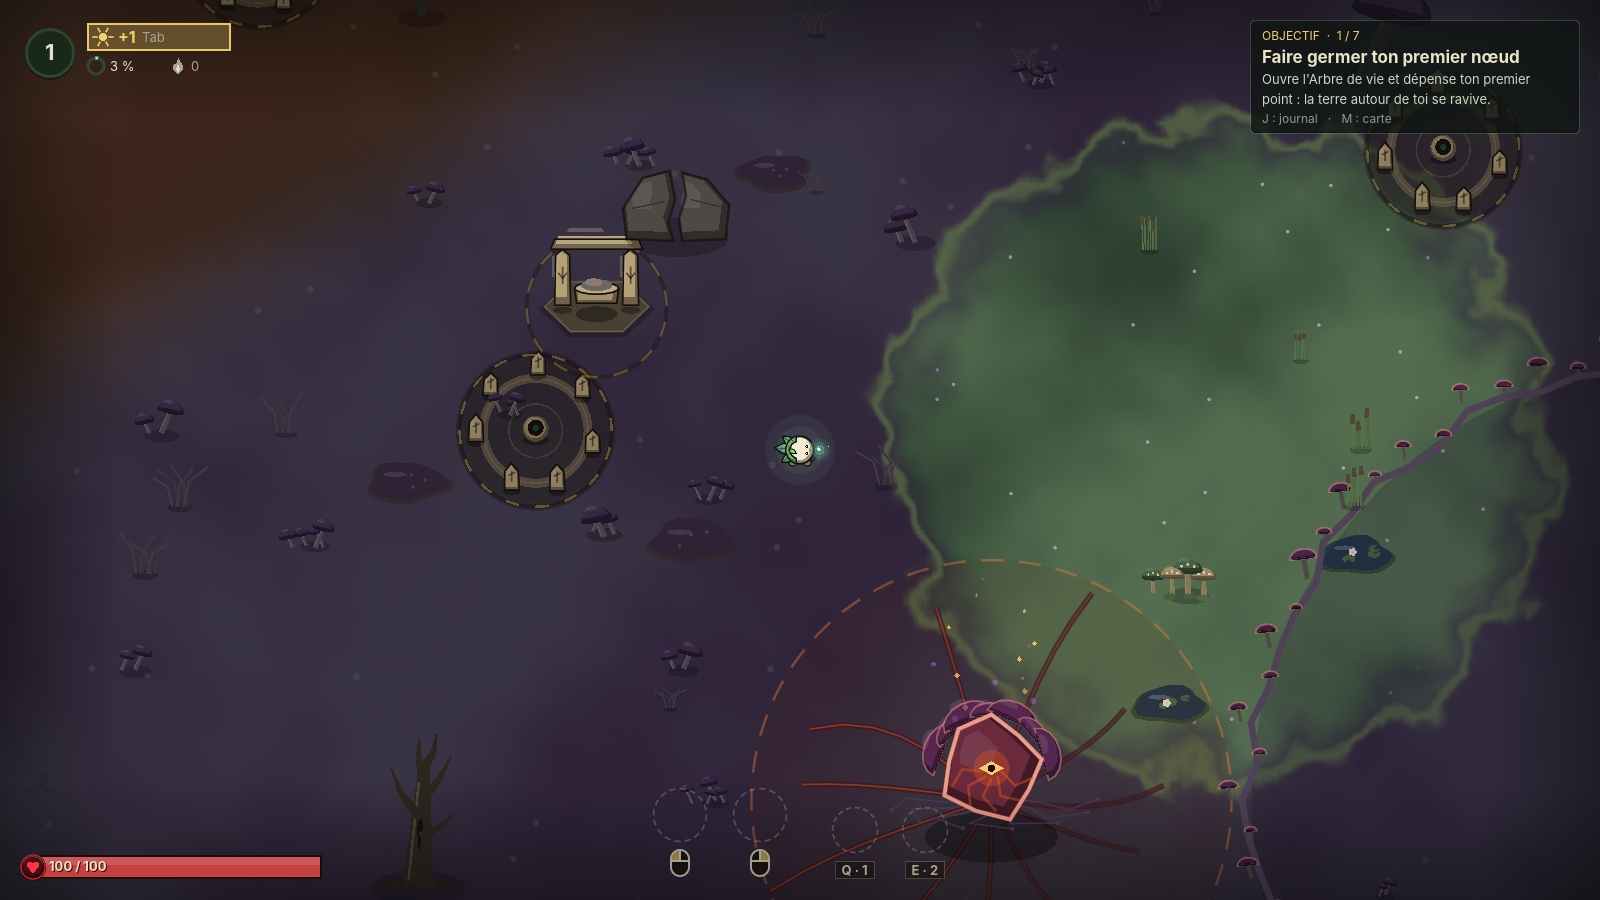 1
+1 Tab
3 %
0
OBJECTIF · 1 / 7
Faire germer ton premier nœud
Ouvre l'Arbre de vie et dépense ton premier
point : la terre autour de toi se ravive.
J : journal · M : carte
100 / 100
Q · 1
E · 2